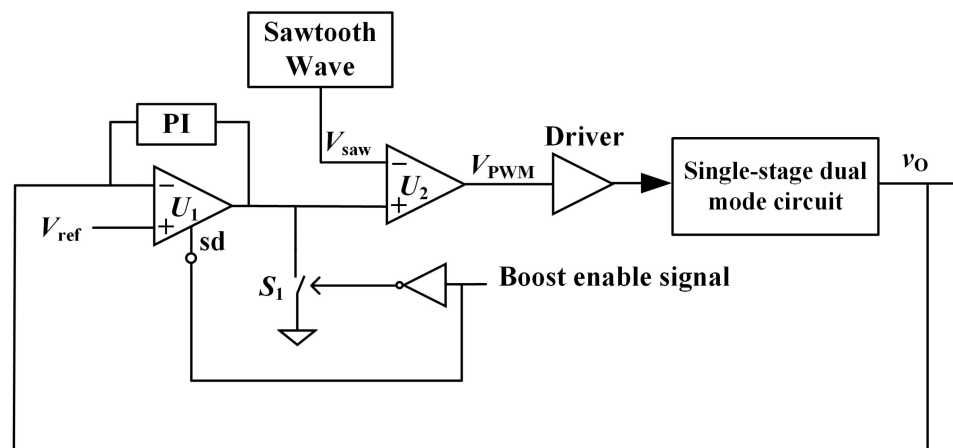 Sawtooth
Wave
PI
Vsaw
Driver
−
U2
+
VPWM
Single-stage dual
mode circuit
vO
−
U1
+
Vref
sd
S1
Boost enable signal